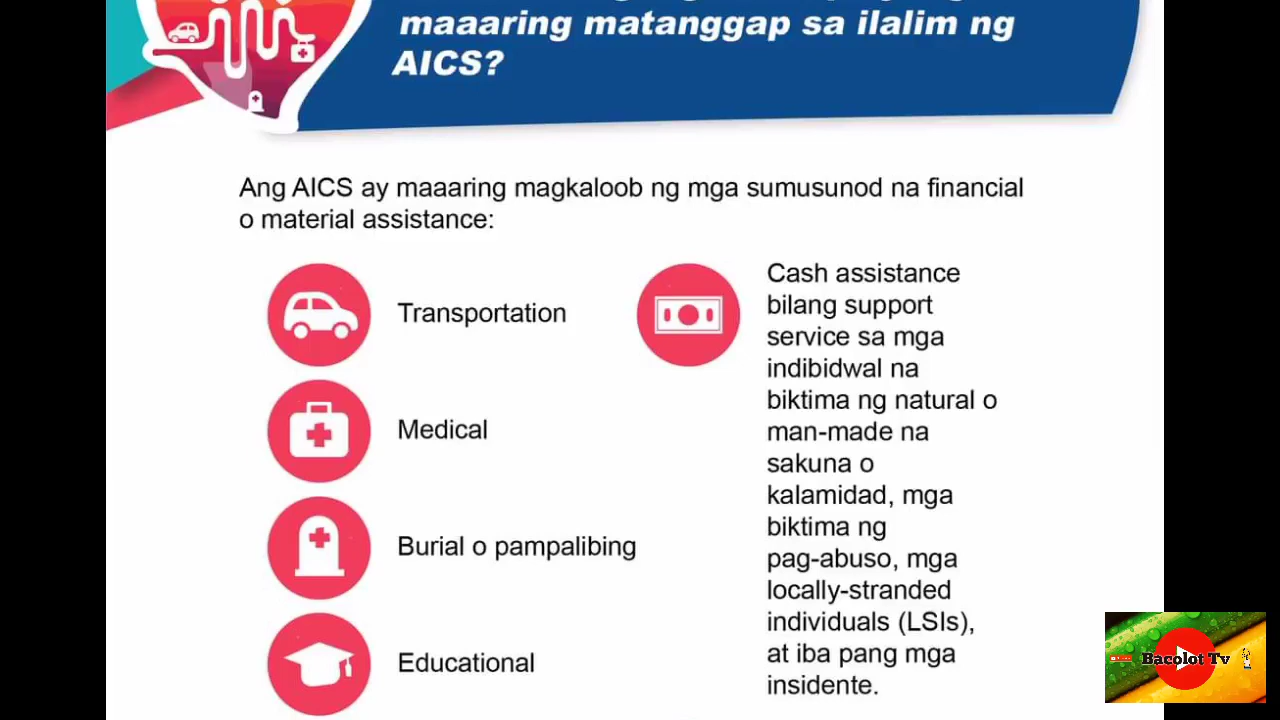 maaaring matanggap sa ilalim ng
AICS?
Ang AICS ay maaaring magkaloob ng mga sumusunod na financial
o material assistance:
Transportation
Medical
Burial o pampalibing
Educational
Cash assistance
bilang support
service sa mga
indibidwal na
biktima ng natural o
man-made na
sakuna o
kalamidad, mga
biktima ng
pag-abuso, mga
locally-stranded
individuals (LSIs),
at iba pang mga
insidente.
Bacolot Tv